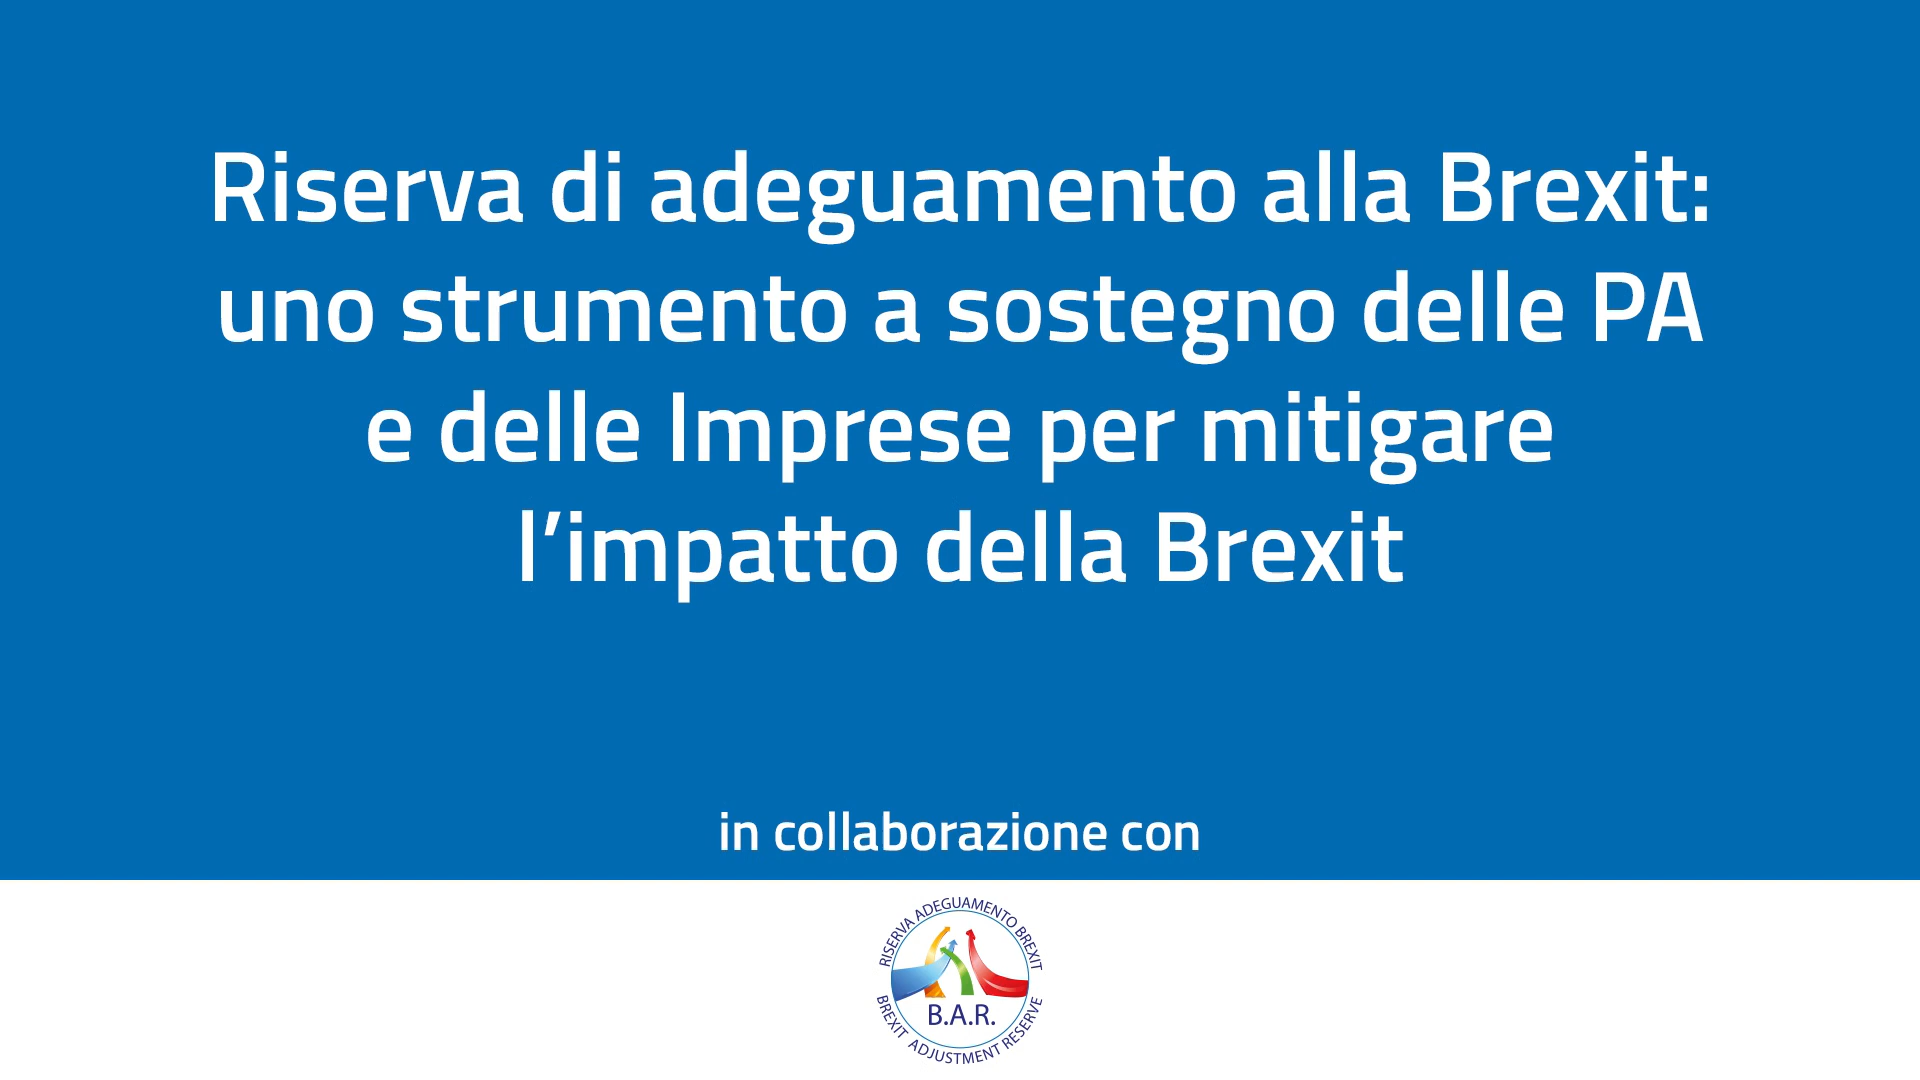 Riserva di adeguamento alla Brexit:
uno strumento a sostegno delle PA
e delle Imprese per mitigare
l’impatto della Brexit
in collaborazione con
RISERVA ADEGUAMENTO BREXIT
B.A.R.
BREXIT ADJUSTMENT RESERVE